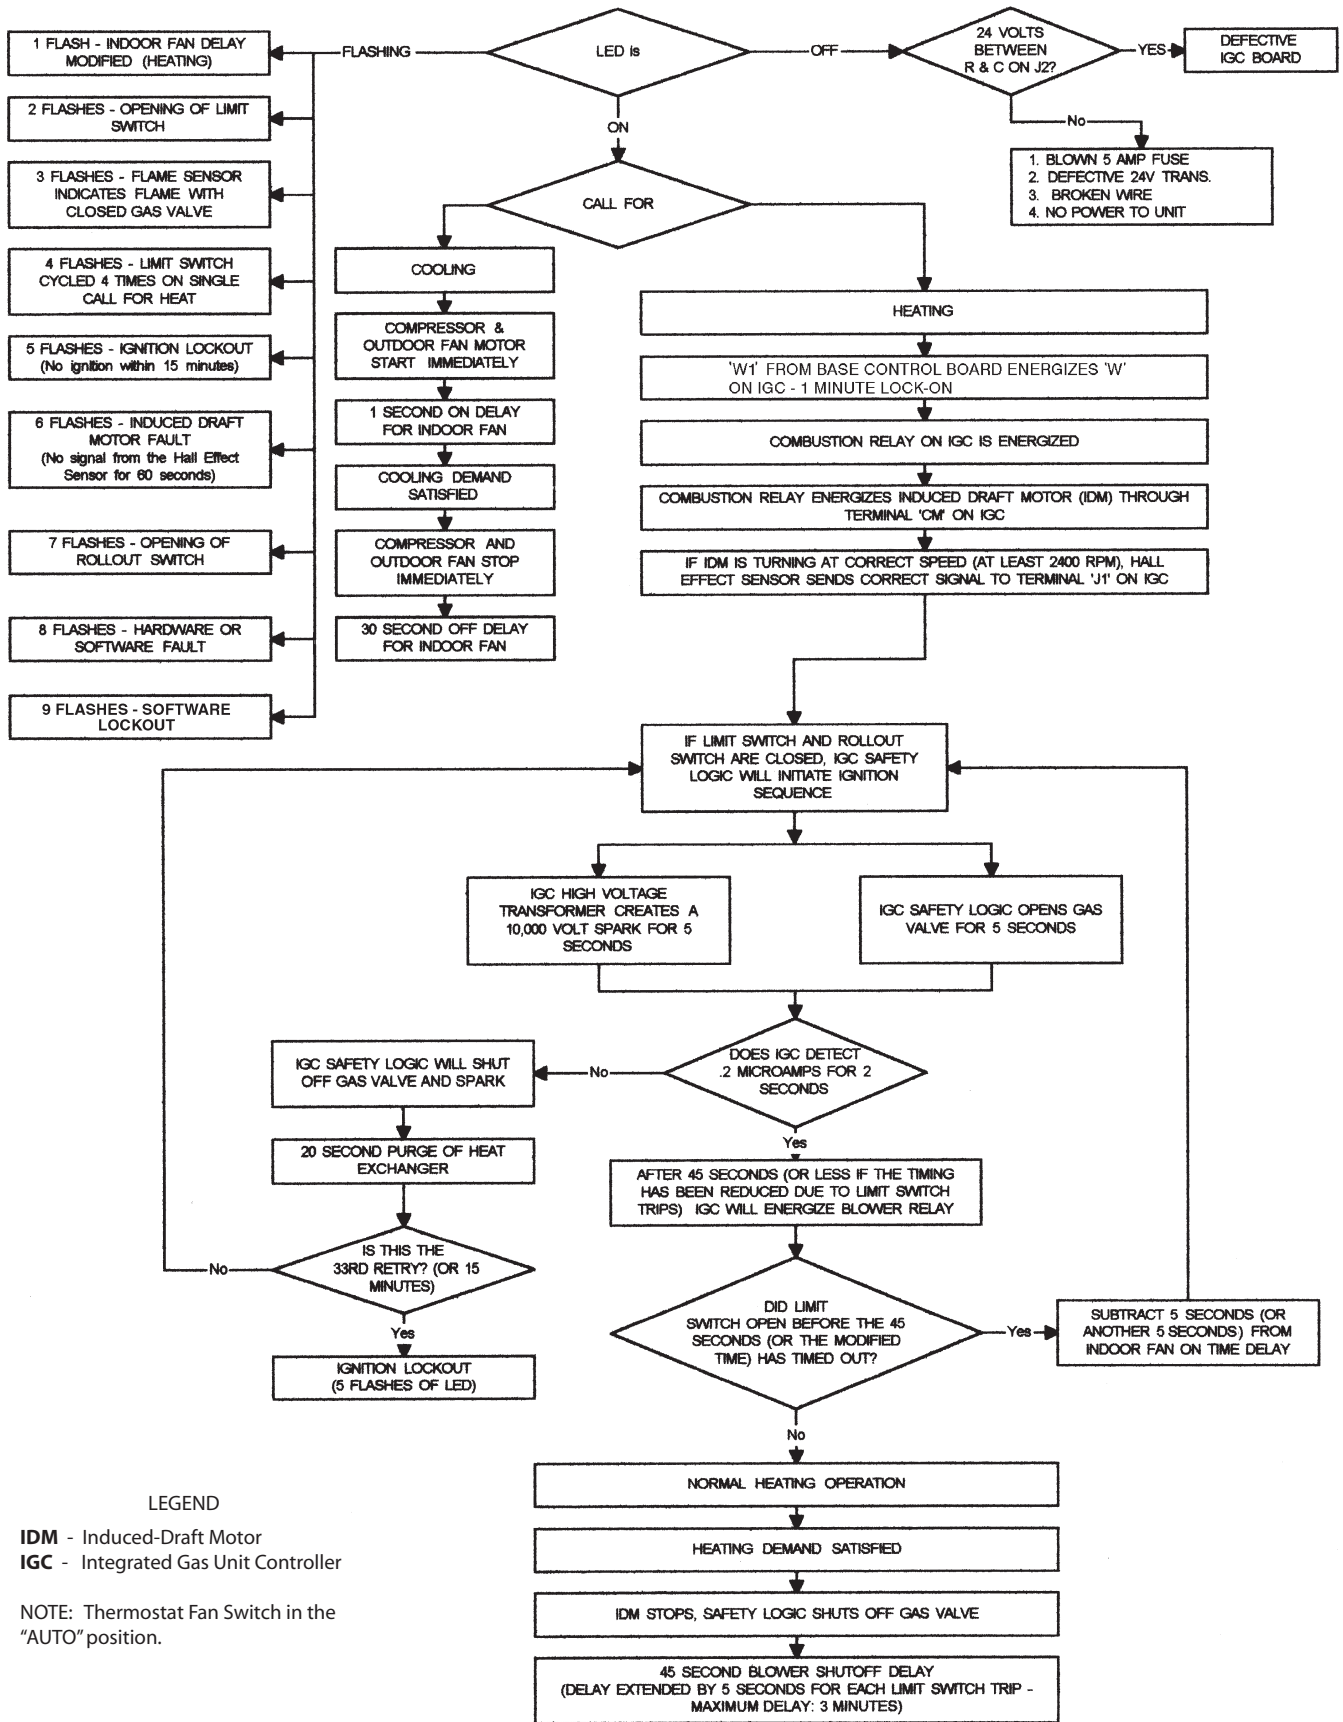 1 FLASH - INDOOR FAN DELAY
MODIFIED (HEATING)
FLASHING
LED IS
OFF
24 VOLTS
BETWEEN
R & C ON J2?
YES
DEFECTIVE
IGC BOARD
2 FLASHES - OPENING OF LIMIT
SWITCH
ON
No
1. BLOWN 5 AMP FUSE
2. DEFECTIVE 24V TRANS.
3. BROKEN WIRE
4. NO POWER TO UNIT
3 FLASHES - FLAME SENSOR
INDICATES FLAME WITH
CLOSED GAS VALVE
CALL FOR
4 FLASHES - LIMIT SWITCH
CYCLED 4 TIMES ON SINGLE
CALL FOR HEAT
5 FLASHES - IGNITION LOCKOUT
(No ignition within 15 minutes)
6 FLASHES - INDUCED DRAFT
MOTOR FAULT
(No signal from the Hall Effect
Sensor for 60 seconds)
7 FLASHES - OPENING OF
ROLLOUT SWITCH
8 FLASHES - HARDWARE OR
SOFTWARE FAULT
9 FLASHES - SOFTWARE
LOCKOUT
COOLING
COMPRESSOR &
OUTDOOR FAN MOTOR
START IMMEDIATELY
1 SECOND ON DELAY
FOR INDOOR FAN
COOLING DEMAND
SATISFIED
COMPRESSOR AND
OUTDOOR FAN STOP
IMMEDIATELY
30 SECOND OFF DELAY
FOR INDOOR FAN
HEATING
'W1' FROM BASE CONTROL BOARD ENERGIZES 'W'
ON IGC - 1 MINUTE LOCK-ON
COMBUSTION RELAY ON IGC IS ENERGIZED
COMBUSTION RELAY ENERGIZES INDUCED DRAFT MOTOR (IDM) THROUGH
TERMINAL 'CM' ON IGC
IF IDM IS TURNING AT CORRECT SPEED (AT LEAST 2400 RPM), HALL
EFFECT SENSOR SENDS CORRECT SIGNAL TO TERMINAL 'J1' ON IGC
IF LIMIT SWITCH AND ROLLOUT
SWITCH ARE CLOSED, IGC SAFETY
LOGIC WILL INITIATE IGNITION
SEQUENCE
IGC HIGH VOLTAGE
TRANSFORMER CREATES A
10,000 VOLT SPARK FOR 5
SECONDS
IGC SAFETY LOGIC OPENS GAS
VALVE FOR 5 SECONDS
DOES IGC DETECT
.2 MICROAMPS FOR 2
SECONDS
No
IGC SAFETY LOGIC WILL SHUT
OFF GAS VALVE AND SPARK
20 SECOND PURGE OF HEAT
EXCHANGER
IS THIS THE
33RD RETRY? (OR 15
MINUTES)
No
Yes
IGNITION LOCKOUT
(5 FLASHES OF LED)
Yes
AFTER 45 SECONDS (OR LESS IF THE TIMING
HAS BEEN REDUCED DUE TO LIMIT SWITCH
TRIPS) IGC WILL ENERGIZE BLOWER RELAY
DID LIMIT
SWITCH OPEN BEFORE THE 45
SECONDS (OR THE MODIFIED
TIME) HAS TIMED OUT?
Yes
SUBTRACT 5 SECONDS (OR
ANOTHER 5 SECONDS) FROM
INDOOR FAN ON TIME DELAY
No
NORMAL HEATING OPERATION
HEATING DEMAND SATISFIED
IDM STOPS, SAFETY LOGIC SHUTS OFF GAS VALVE
45 SECOND BLOWER SHUTOFF DELAY
(DELAY EXTENDED BY 5 SECONDS FOR EACH LIMIT SWITCH TRIP -
MAXIMUM DELAY: 3 MINUTES)
LEGEND
IDM - Induced-Draft Motor
IGC - Integrated Gas Unit Controller
NOTE: Thermostat Fan Switch in the
“AUTO” position.